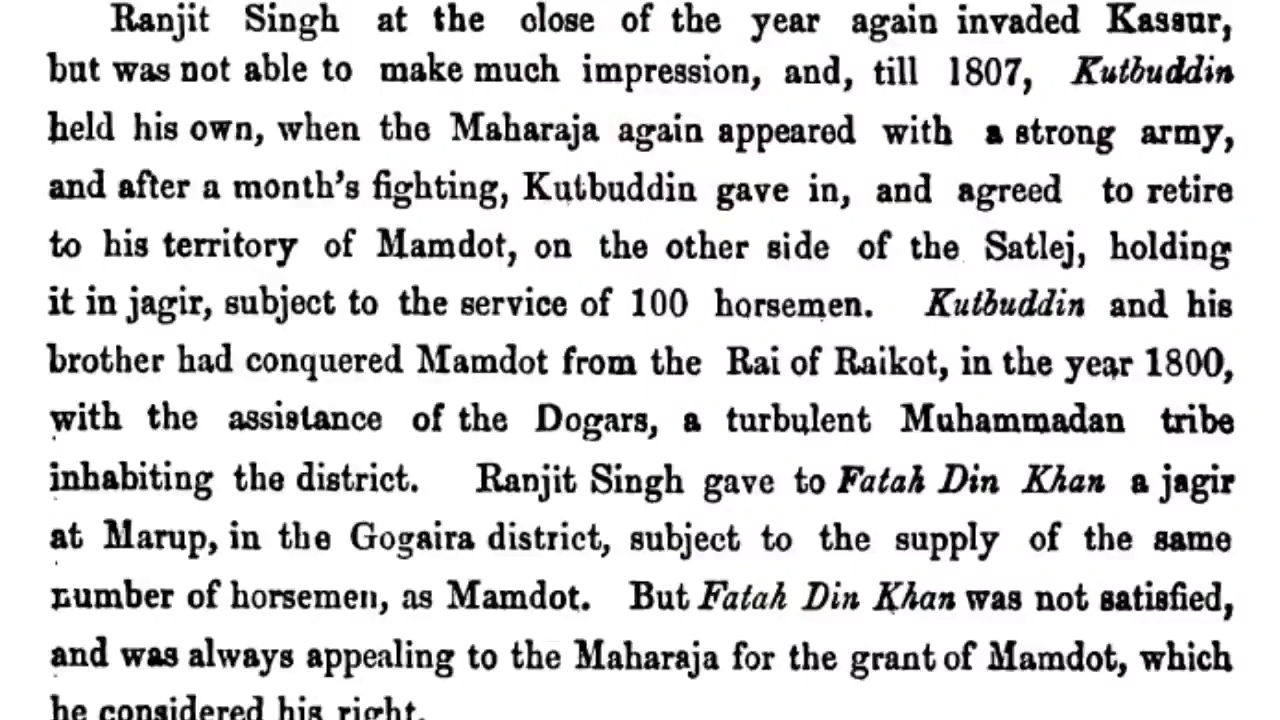 Ranjit Singh at the close of the year again invaded Kassur,
but was not able to make much impression, and, till 1807, Kutbuddin
held his own, when the Maharaja again appeared with a strong army,
and after a month's fighting, Kutbuddin gave in, and agreed to retire
to his territory of Mamdot, on the other side of the Satlej, holding
it in jagir, subject to the service of 100 horsemen. Kutbuddin and his
brother had conquered Mamdot from the Rai of Raikot, in the year 1800,
with the assistance of the Dogars, a turbulent Muhammadan tribe
inhabiting the district. Ranjit Singh gave to Fatah Din Khan a jagir
at Marup, in the Gogaira district, subject to the supply of the same
number of horsemen, as Mamdot. But Fatah Din Khan was not satisfied,
and was always appealing to the Maharaja for the grant of Mamdot, which
he considered his right.